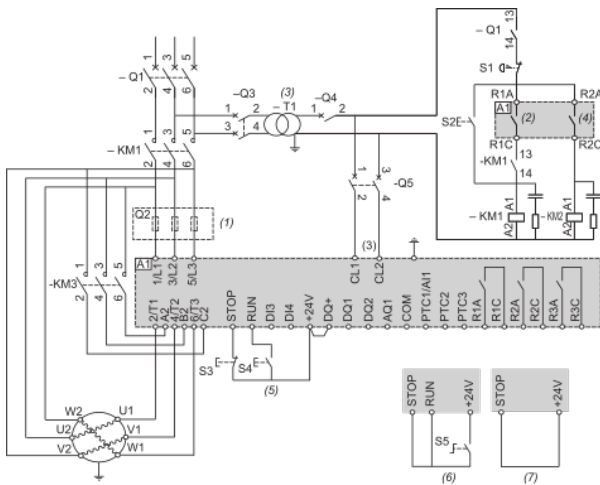 13
– Q1
14
1 3 5
– Q1
2 4 6
S1
–Q3
(3)
– T1
–Q4
1 2
3 4
1 2
R1A
R2A
A1
(2)
(4)
S2E
R1C
R2C
13
-KM1
14
– KM1
1 3 5
2 4 6
1 3
-Q5
2 4
A1
– KM1
A2
A1
– KM2
A2
Q2
(1)
(3)
A1
1/L1
3/L2
5/L3
CL1
CL2
1 3 5
-KM3
2 4 6
2/T1
A2
4/T2
B2
6/T3
C2
STOP
RUN
DI3
DI4
+24V
DQ+
DQ1
DQ2
AQ1
COM
PTC1/AI1
PTC2
PTC3
R1A
R1C
R2A
R2C
R3A
R3C
S3
S4
(5)
W2
U1
U2
V1
V2
W1
STOP
RUN
+24V
S5
(6)
STOP
+24V
(7)